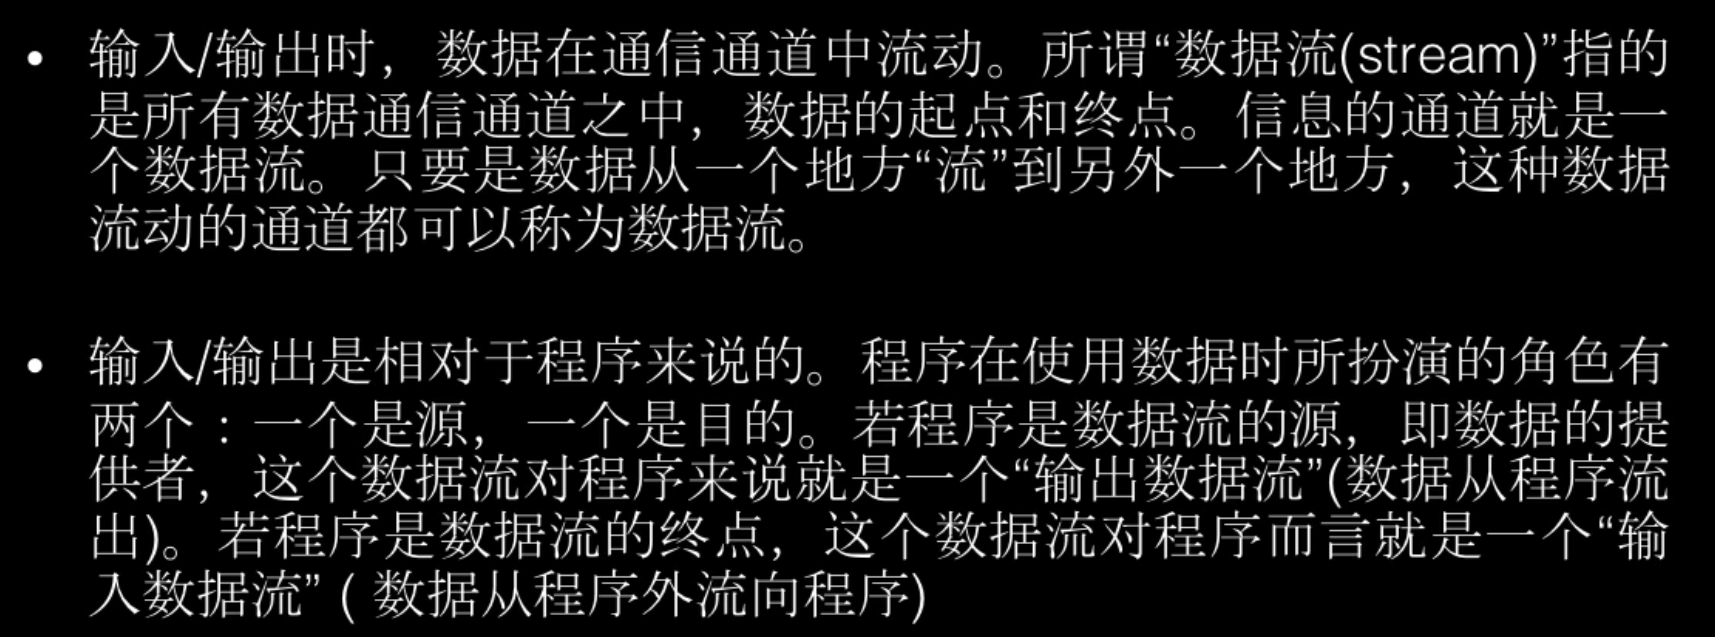 • 输入/输出时，数据在通信通道中流动。所谓“数据流(stream)”指的
是所有数据通信通道之中，数据的起点和终点。信息的通道就是一
个数据流。只要是数据从一个地方“流”到另外一个地方，这种数据
流动的通道都可以称为数据流。
• 输入/输出是相对于程序来说的。程序在使用数据时所扮演的角色有
两个：一个是源，一个是目的。若程序是数据流的源，即数据的提
供者，这个数据流对程序来说就是一个“输出数据流”(数据从程序流
出)。若程序是数据流的终点，这个数据流对程序而言就是一个“输
入数据流” ( 数据从程序外流向程序)